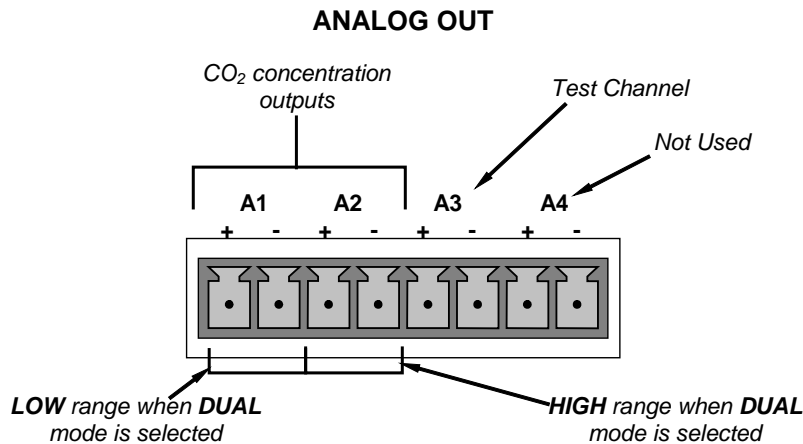 ANALOG OUT
CO₂ concentration
outputs
Test Channel
Not Used
A1 A2 A3 A4
+ - + - + - + -
LOW range when DUAL
mode is selected
HIGH range when DUAL
mode is selected